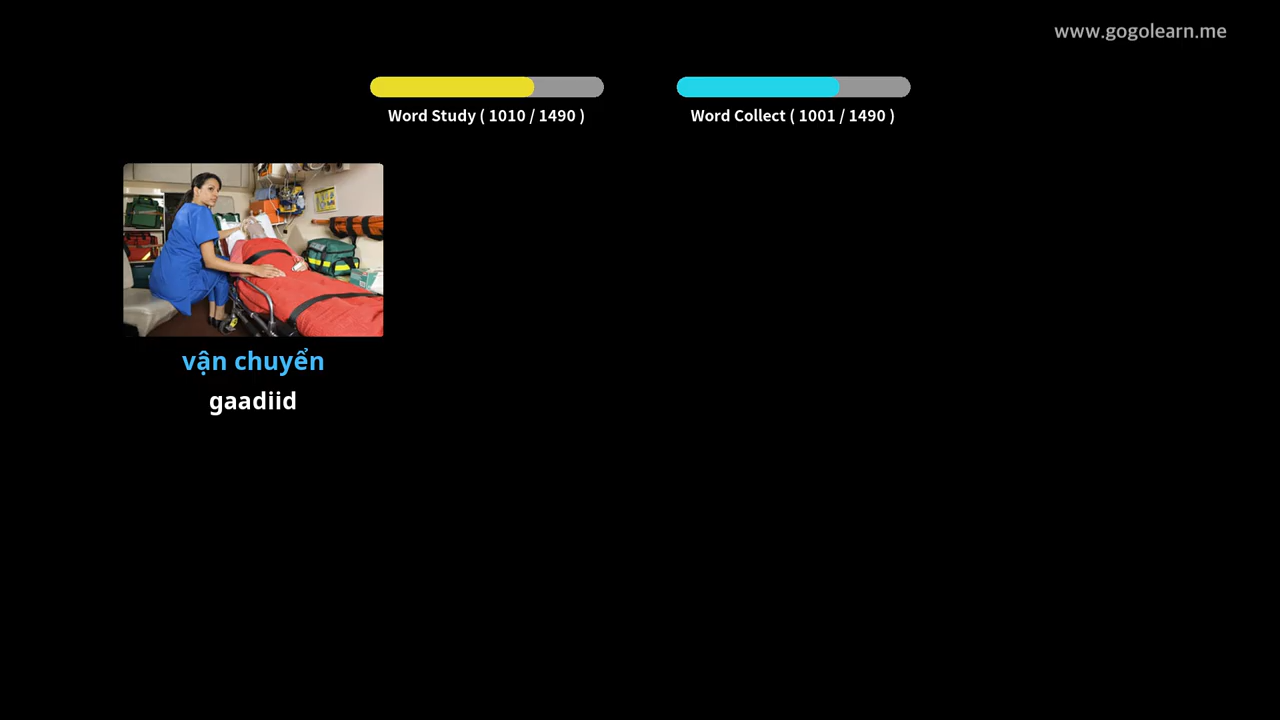 www.gogolearn.me
Word Study ( 1010 / 1490 )
Word Collect ( 1001 / 1490 )
vận chuyển
gaadiid